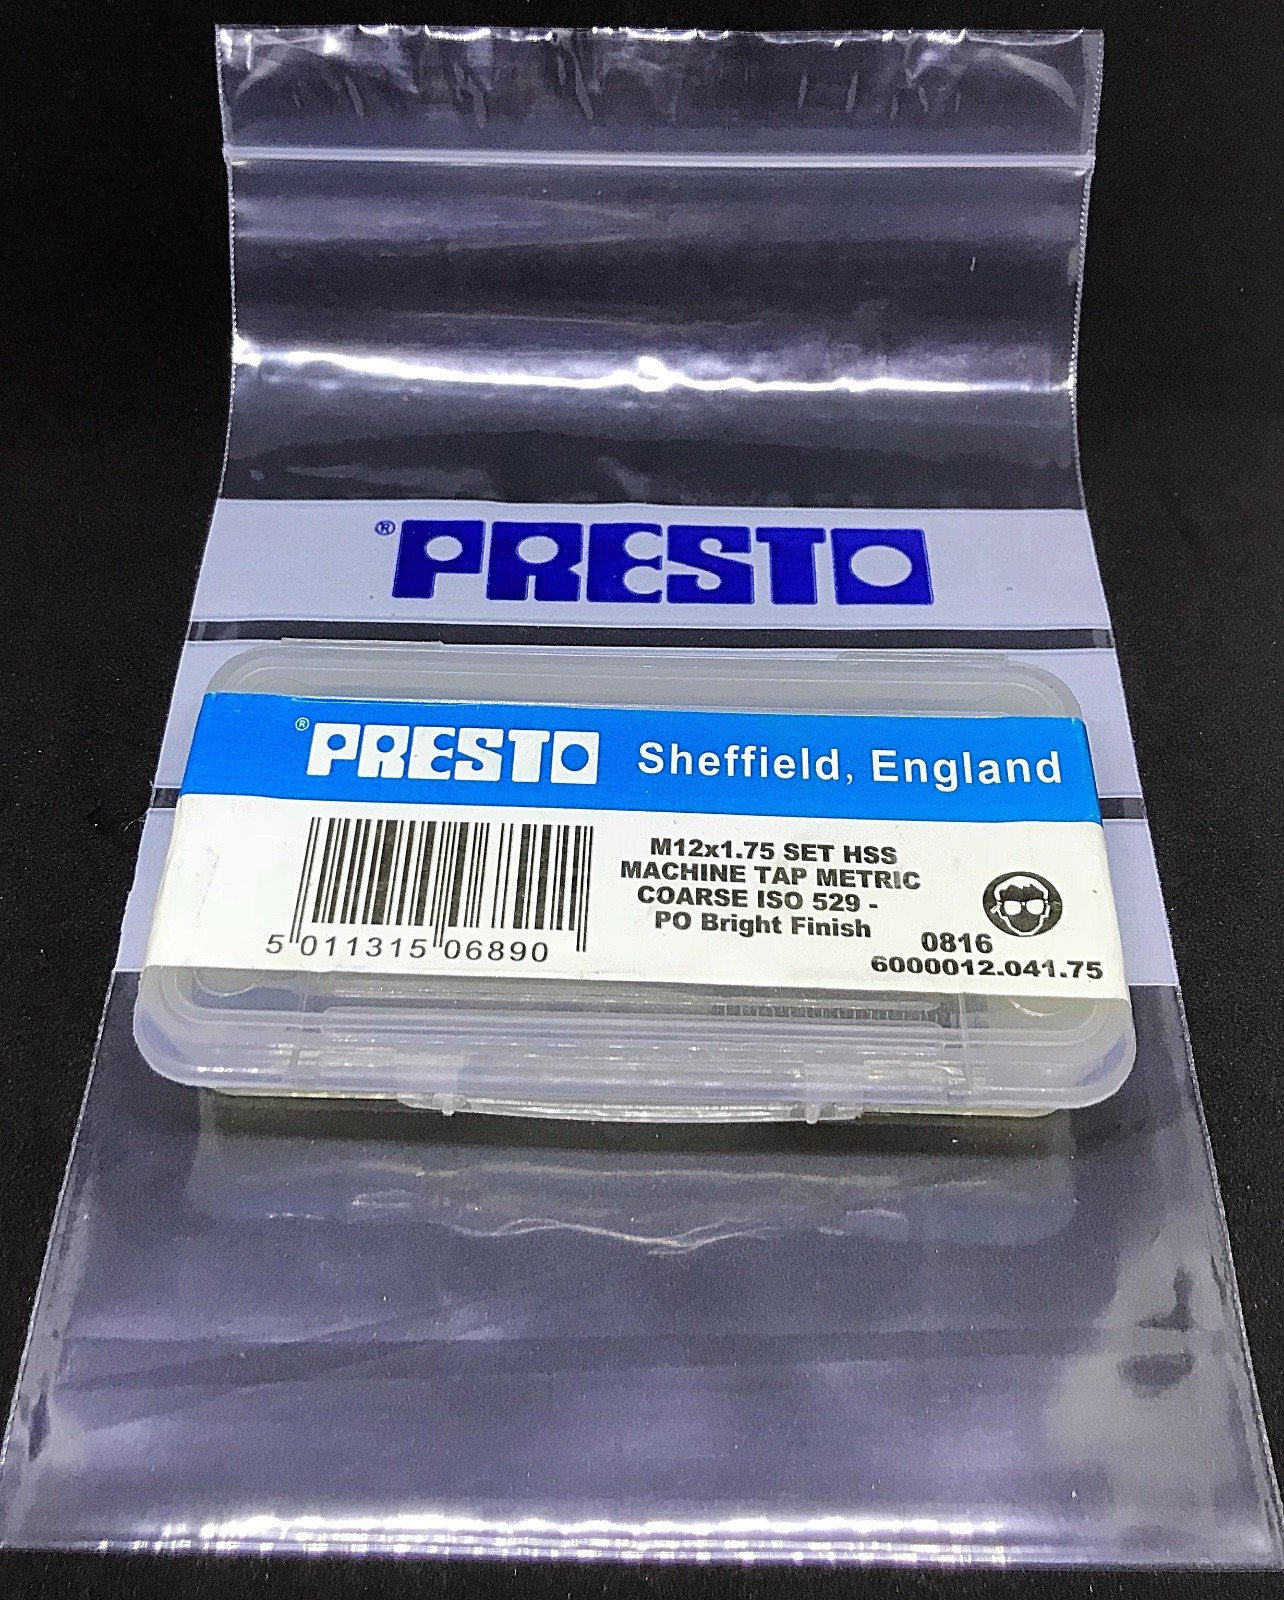 ® PRESTO
® PRESTO Sheffield, England
M12x1.75 SET HSS
MACHINE TAP METRIC
COARSE ISO 529 -
PO Bright Finish
0816
6000012.041.75
5 011315 06890